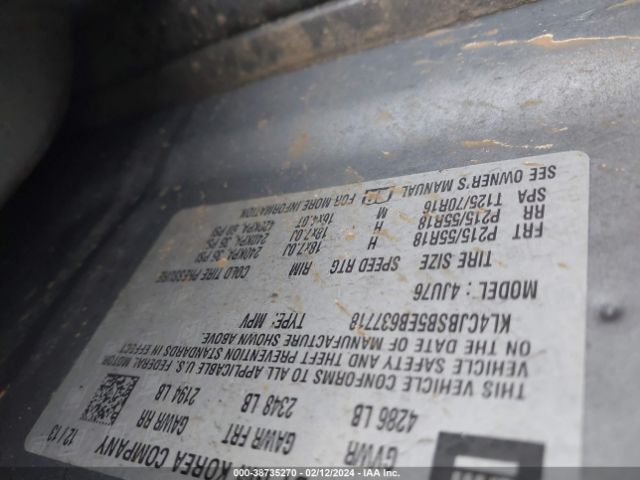 KOREA COMPANY
12/13
GVWR GAWR FRT GAWR RR
4286 LB 2348 LB 2194 LB
THIS VEHICLE CONFORMS TO ALL APPLICABLE U.S. FEDERAL MOTOR
VEHICLE SAFETY AND THEFT PREVENTION STANDARDS IN EFFECT
ON THE DATE OF MANUFACTURE SHOWN ABOVE.
KL4CJBSB5EB637718 TYPE: MPV
MODEL: 4JU76
TIRE SIZE SPEED RTG RIM COLD TIRE PRESSURE
FRT P215/55R18 H 18x7.0J 240KPA, 35 PSI
RR P215/55R18 H 18x7.0J 240KPA, 35 PSI
SPA T125/70R16 M 16x4.0T 420KPA, 60 PSI
SEE OWNER'S MANUAL FOR MORE INFORMATION.
(IAAI) - 38735270 - 02/12/2024 - IAA Inc.